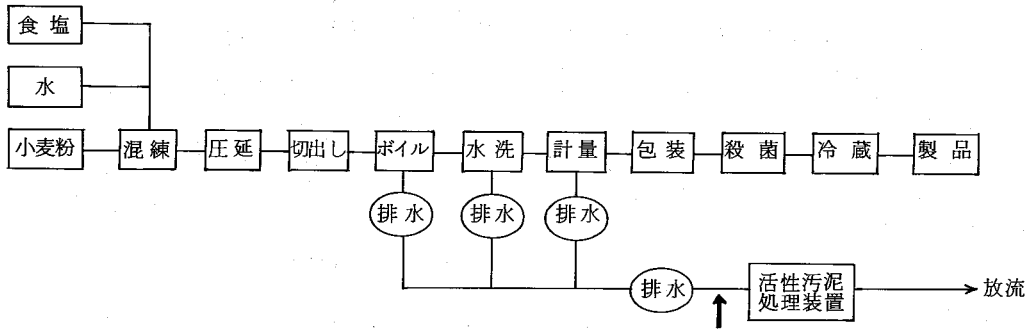 食塩
水
小麦粉
混練
圧延
切出し
ボイル
水洗
計量
包装
殺菌
冷蔵
製品
排水
排水
排水
排水
活性汚泥
処理装置
放流